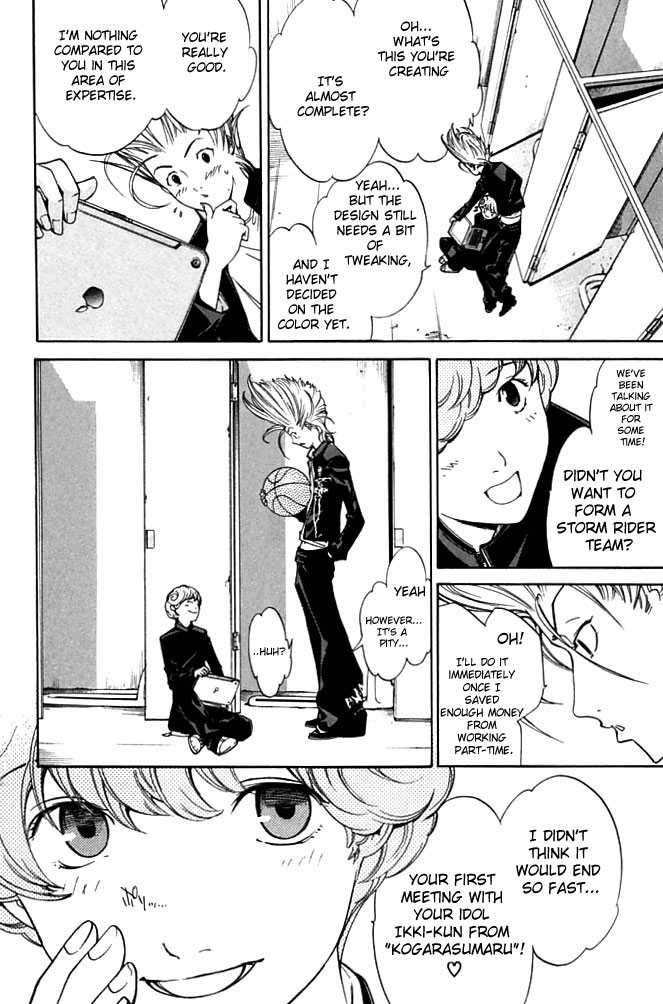 OH...
WHAT'S
THIS YOU'RE
CREATING
IT'S
ALMOST
COMPLETE?
YEAH...
BUT THE
DESIGN STILL
NEEDS A BIT
OF
TWEAKING,
AND I
HAVEN'T
DECIDED
ON THE
COLOR YET.
YOU'RE
REALLY
GOOD.
I'M NOTHING
COMPARED TO
YOU IN THIS
AREA OF
EXPERTISE.
WE'VE
BEEN
TALKING
ABOUT IT
FOR
SOME
TIME!
DIDN'T YOU
WANT TO
FORM A
STORM RIDER
TEAM?
OH!
I'LL DO IT
IMMEDIATELY
ONCE I
SAVED
ENOUGH MONEY
FROM
WORKING
PART-TIME.
YEAH
HOWEVER...
IT'S A
PITY...
..HUH?
I DIDN'T
THINK IT
WOULD END
SO FAST...
YOUR FIRST
MEETING WITH
YOUR IDOL
IKKI-KUN FROM
"KOGARASUMARU"!
♡